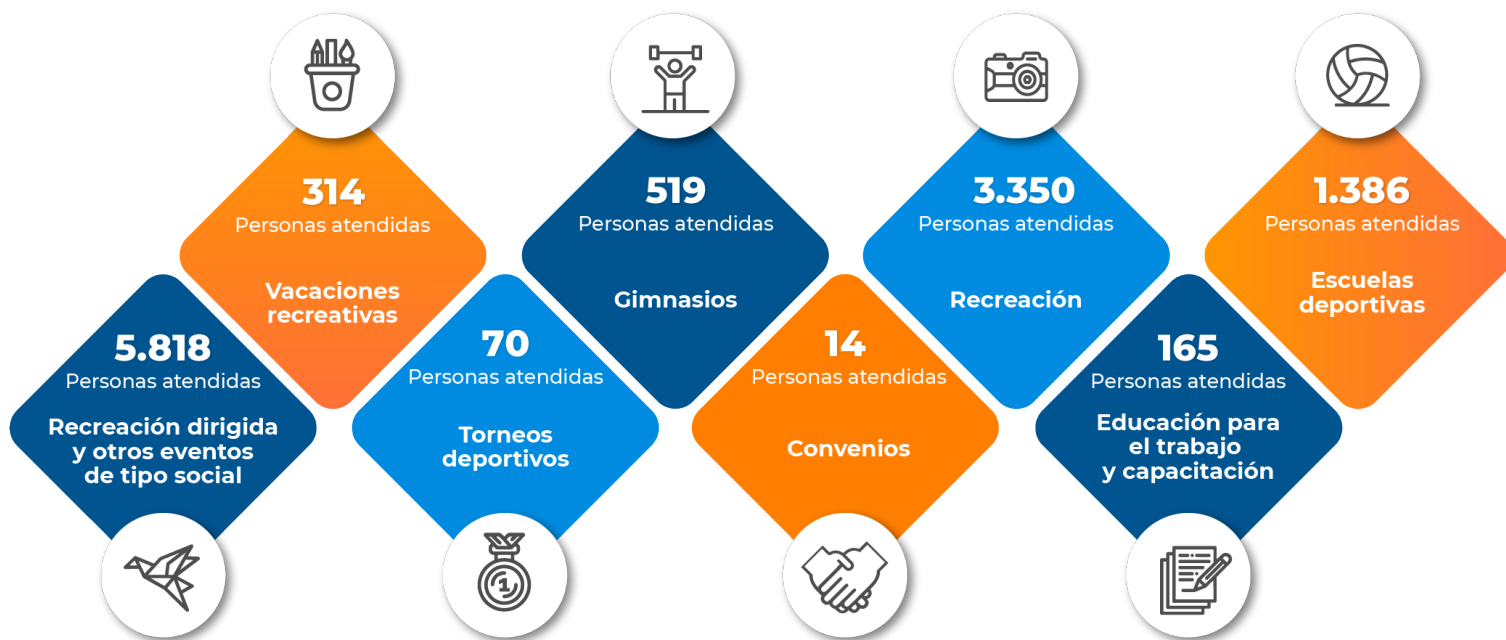 314
Personas atendidas
Vacaciones
recreativas
519
Personas atendidas
Gimnasios
3.350
Personas atendidas
Recreación
1.386
Personas atendidas
Escuelas
deportivas
5.818
Personas atendidas
Recreación dirigida
y otros eventos
de tipo social
70
Personas atendidas
Torneos
deportivos
14
Personas atendidas
Convenios
165
Personas atendidas
Educación para
el trabajo
y capacitación
1